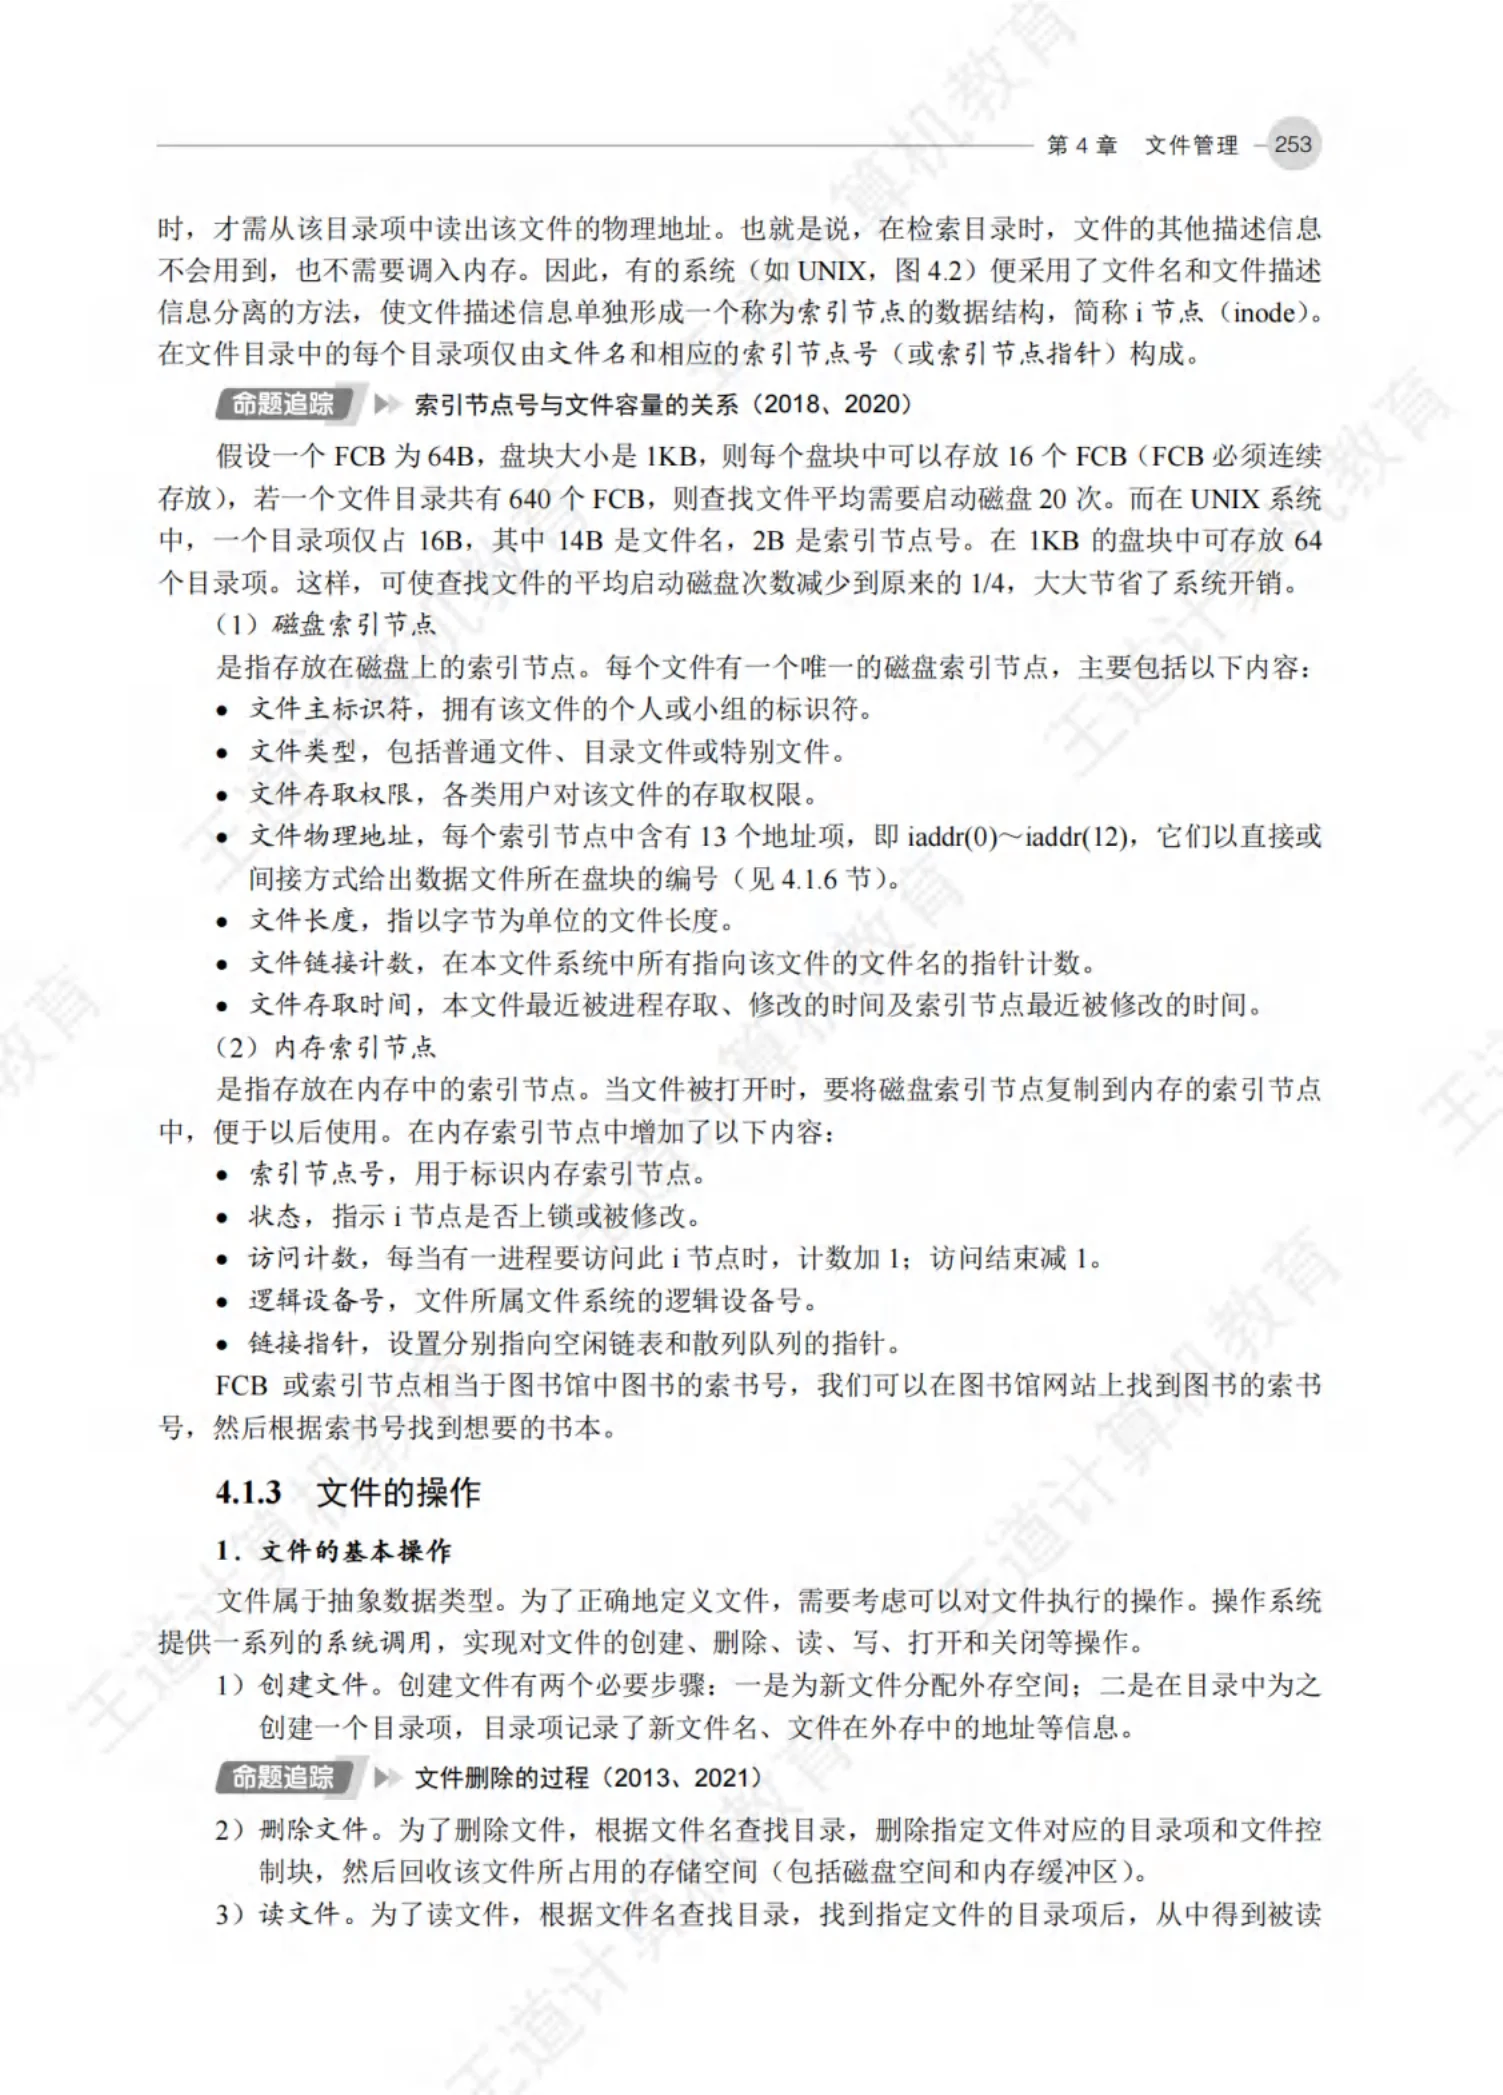 第 4 章 文件管理 253
时，才需从该目录项中读出该文件的物理地址。也就是说，在检索目录时，文件的其他描述信息
不会用到，也不需要调入内存。因此，有的系统（如 UNIX，图 4.2）便采用了文件名和文件描述
信息分离的方法，使文件描述信息单独形成一个称为索引节点的数据结构，简称 i 节点（inode）。
在文件目录中的每个目录项仅由文件名和相应的索引节点号（或索引节点指针）构成。
命题追踪 索引节点号与文件容量的关系（2018、2020）
假设一个 FCB 为 64B，盘块大小是 1KB，则每个盘块中可以存放 16 个 FCB（FCB 必须连续
存放），若一个文件目录共有 640 个 FCB，则查找文件平均需要启动磁盘 20 次。而在 UNIX 系统
中，一个目录项仅占 16B，其中 14B 是文件名，2B 是索引节点号。在 1KB 的盘块中可存放 64
个目录项。这样，可使查找文件的平均启动磁盘次数减少到原来的 1/4，大大节省了系统开销。
（1）磁盘索引节点
是指存放在磁盘上的索引节点。每个文件有一个唯一的磁盘索引节点，主要包括以下内容：
● 文件主标识符，拥有该文件的个人或小组的标识符。
● 文件类型，包括普通文件、目录文件或特别文件。
● 文件存取权限，各类用户对该文件的存取权限。
● 文件物理地址，每个索引节点中含有 13 个地址项，即 iaddr(0)～iaddr(12)，它们以直接或
间接方式给出数据文件所在盘块的编号（见 4.1.6 节）。
● 文件长度，指以字节为单位的文件长度。
● 文件链接计数，在本文件系统中所有指向该文件的文件名的指针计数。
● 文件存取时间，本文件最近被进程存取、修改的时间及索引节点最近被修改的时间。
（2）内存索引节点
是指存放在内存中的索引节点。当文件被打开时，要将磁盘索引节点复制到内存的索引节点
中，便于以后使用。在内存索引节点中增加了以下内容：
● 索引节点号，用于标识内存索引节点。
● 状态，指示 i 节点是否上锁或被修改。
● 访问计数，每当有一进程要访问此 i 节点时，计数加 1；访问结束减 1。
● 逻辑设备号，文件所属文件系统的逻辑设备号。
● 链接指针，设置分别指向空闲链表和散列队列的指针。
FCB 或索引节点相当于图书馆中图书的索书号，我们可以在图书馆网站上找到图书的索书
号，然后根据索书号找到想要的书本。
4.1.3 文件的操作
1．文件的基本操作
文件属于抽象数据类型。为了正确地定义文件，需要考虑可以对文件执行的操作。操作系统
提供一系列的系统调用，实现对文件的创建、删除、读、写、打开和关闭等操作。
1）创建文件。创建文件有两个必要步骤：一是为新文件分配外存空间；二是在目录中为之
创建一个目录项，目录项记录了新文件名、文件在外存中的地址等信息。
命题追踪 文件删除的过程（2013、2021）
2）删除文件。为了删除文件，根据文件名查找目录，删除指定文件对应的目录项和文件控
制块，然后回收该文件所占用的存储空间（包括磁盘空间和内存缓冲区）。
3）读文件。为了读文件，根据文件名查找目录，找到指定文件的目录项后，从中得到被读
王道计算机教育